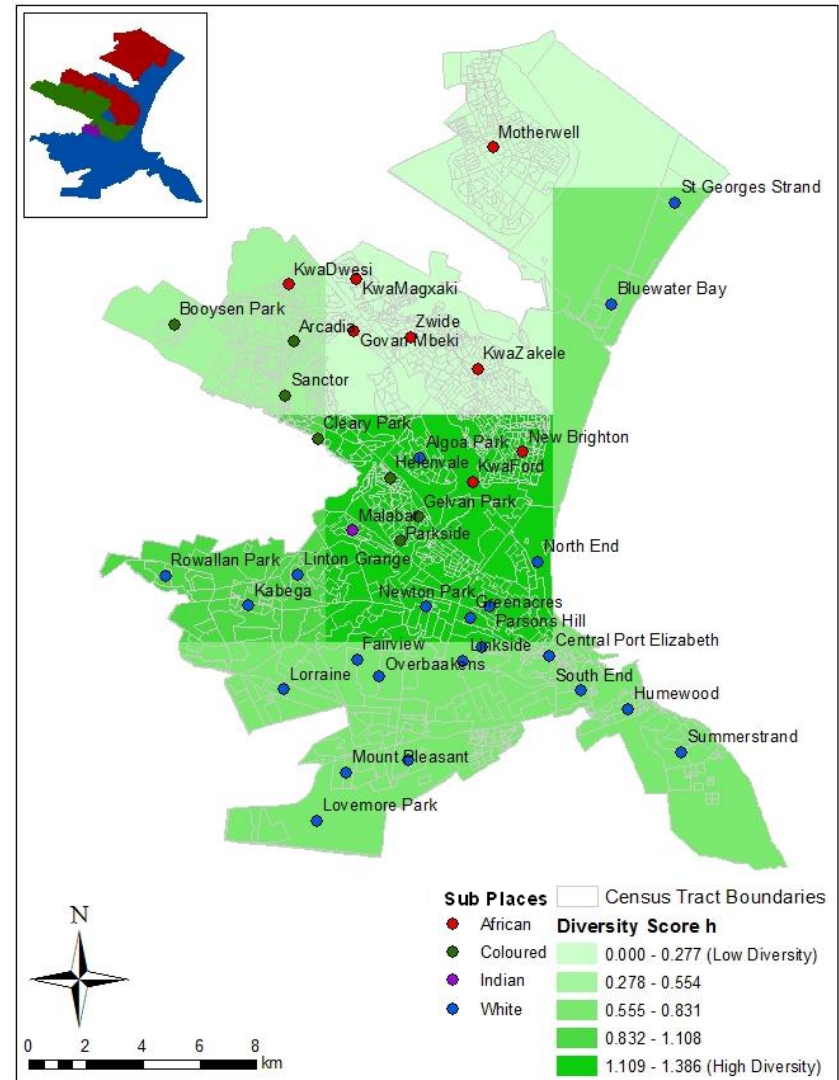 Motherwell
St Georges Strand
KwaDwesi
KwaMagxaki
Bluewater Bay
Booysen Park
Arcadia
Zwide
Govan Mbeki
KwaZakele
Sanctor
Cleary Park
Algoa Park
New Brighton
Helenvale
KwaFord
Gelvan Park
Malabar
Parkside
North End
Rowallan Park
Linton Grange
Kabega
Newton Park
Greenacres
Parsons Hill
Fairview
Linkside
Central Port Elizabeth
Overbaakens
Lorraine
South End
Humewood
Summerstrand
Mount Pleasant
Lovemore Park
N
0 2 4 6 8
km
Sub Places
African
Coloured
Indian
White
Census Tract Boundaries
Diversity Score h
0.000 - 0.277 (Low Diversity)
0.278 - 0.554
0.555 - 0.831
0.832 - 1.108
1.109 - 1.386 (High Diversity)